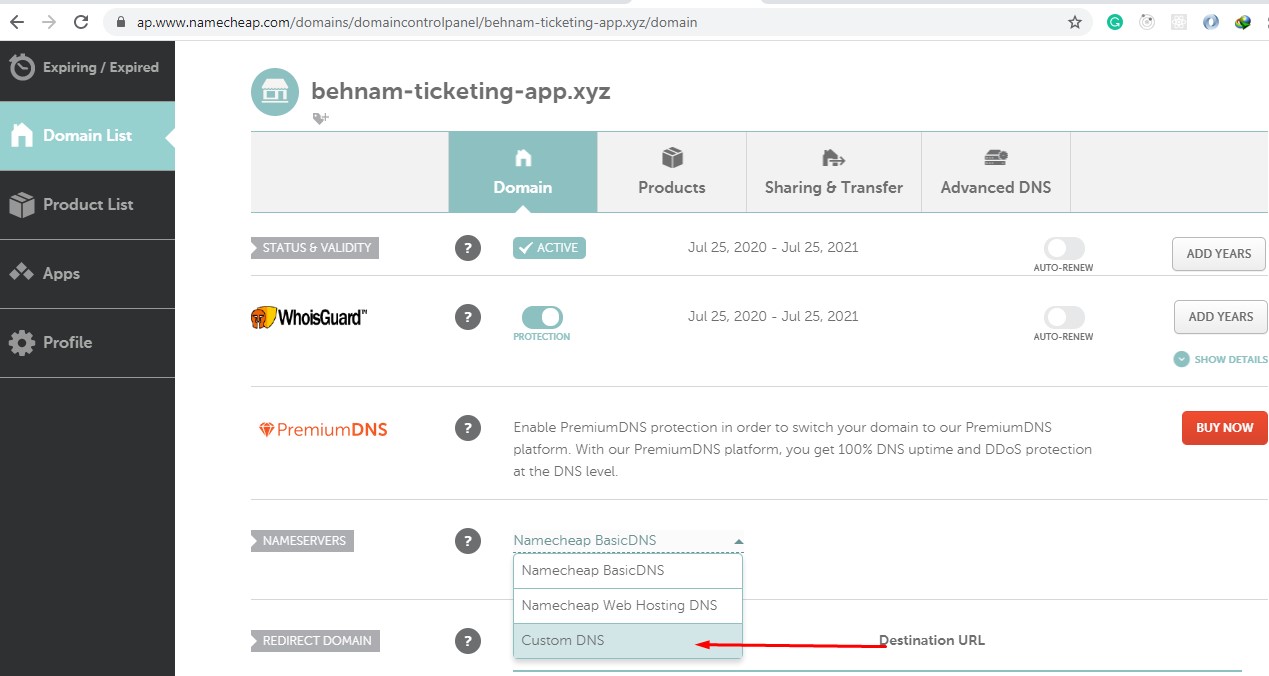 ap.www.namecheap.com/domains/domaincontrolpanel/behnam-ticketing-app.xyz/domain
Expiring / Expired
Domain List
Product List
Apps
Profile
behnam-ticketing-app.xyz
Domain
Products
Sharing & Transfer
Advanced DNS
STATUS & VALIDITY
?
ACTIVE
Jul 25, 2020 - Jul 25, 2021
AUTO-RENEW
ADD YEARS
WhoisGuard™
?
PROTECTION
Jul 25, 2020 - Jul 25, 2021
AUTO-RENEW
ADD YEARS
SHOW DETAILS
PremiumDNS
?
Enable PremiumDNS protection in order to switch your domain to our PremiumDNS
platform. With our PremiumDNS platform, you get 100% DNS uptime and DDoS protection
at the DNS level.
BUY NOW
NAMESERVERS
?
Namecheap BasicDNS
Namecheap BasicDNS
Namecheap Web Hosting DNS
Custom DNS
REDIRECT DOMAIN
?
Destination URL